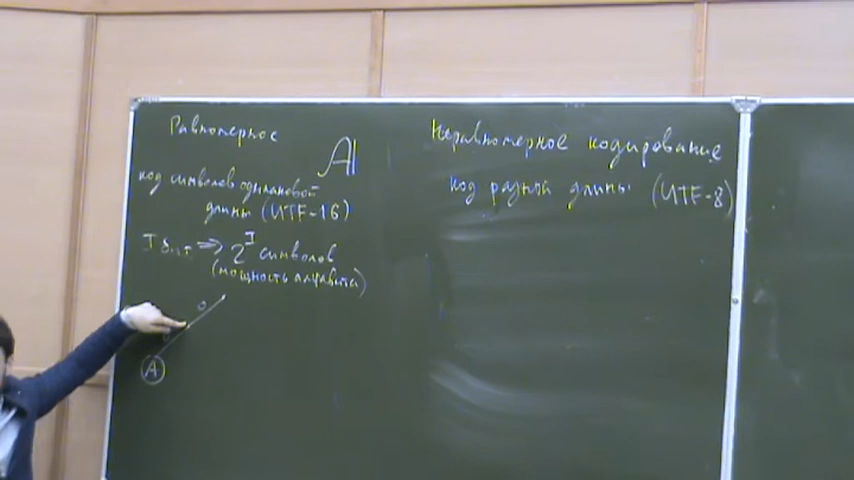 Равномерное
А
код символов одинаковой
длины (UTF-16)
I бит => 2^I символов
(мощность алфавита)
0
А
Неравномерное кодирование
код разной длины (UTF-8)